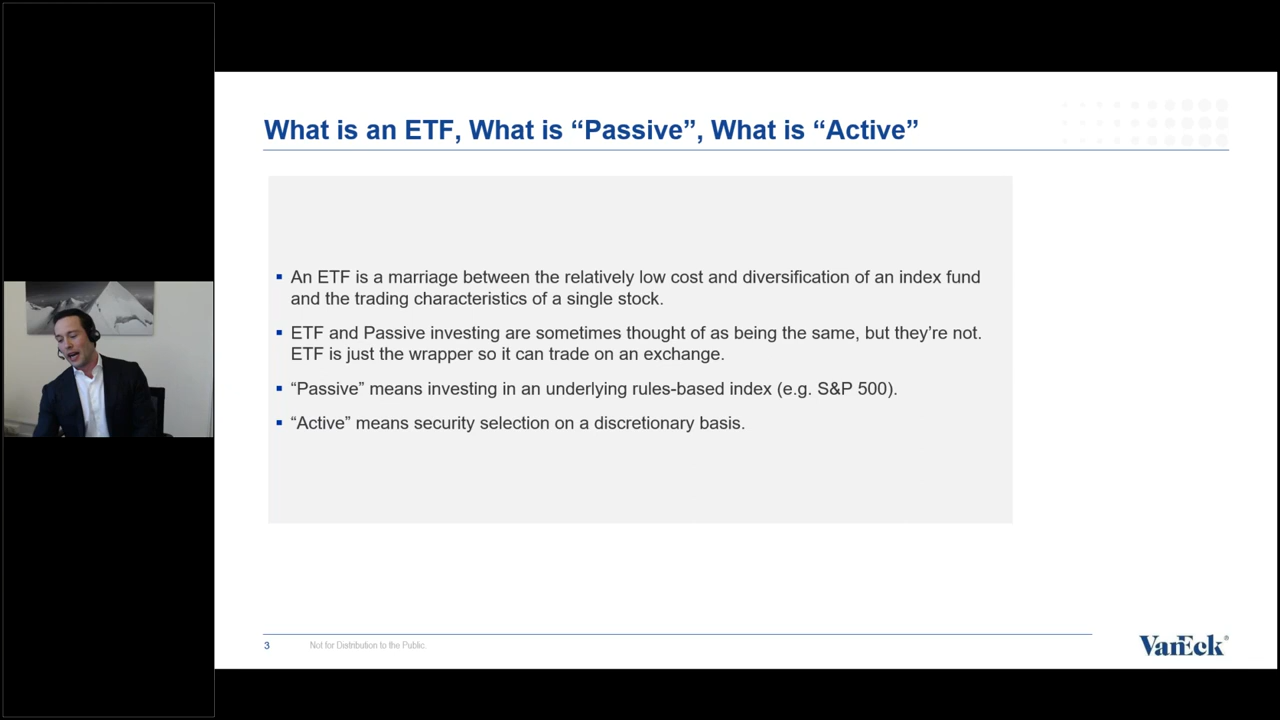 What is an ETF, What is “Passive”, What is “Active”
▪ An ETF is a marriage between the relatively low cost and diversification of an index fund
and the trading characteristics of a single stock.
▪ ETF and Passive investing are sometimes thought of as being the same, but they’re not.
ETF is just the wrapper so it can trade on an exchange.
▪ “Passive” means investing in an underlying rules-based index (e.g. S&P 500).
▪ “Active” means security selection on a discretionary basis.
3 Not for Distribution to the Public.
VanEck®